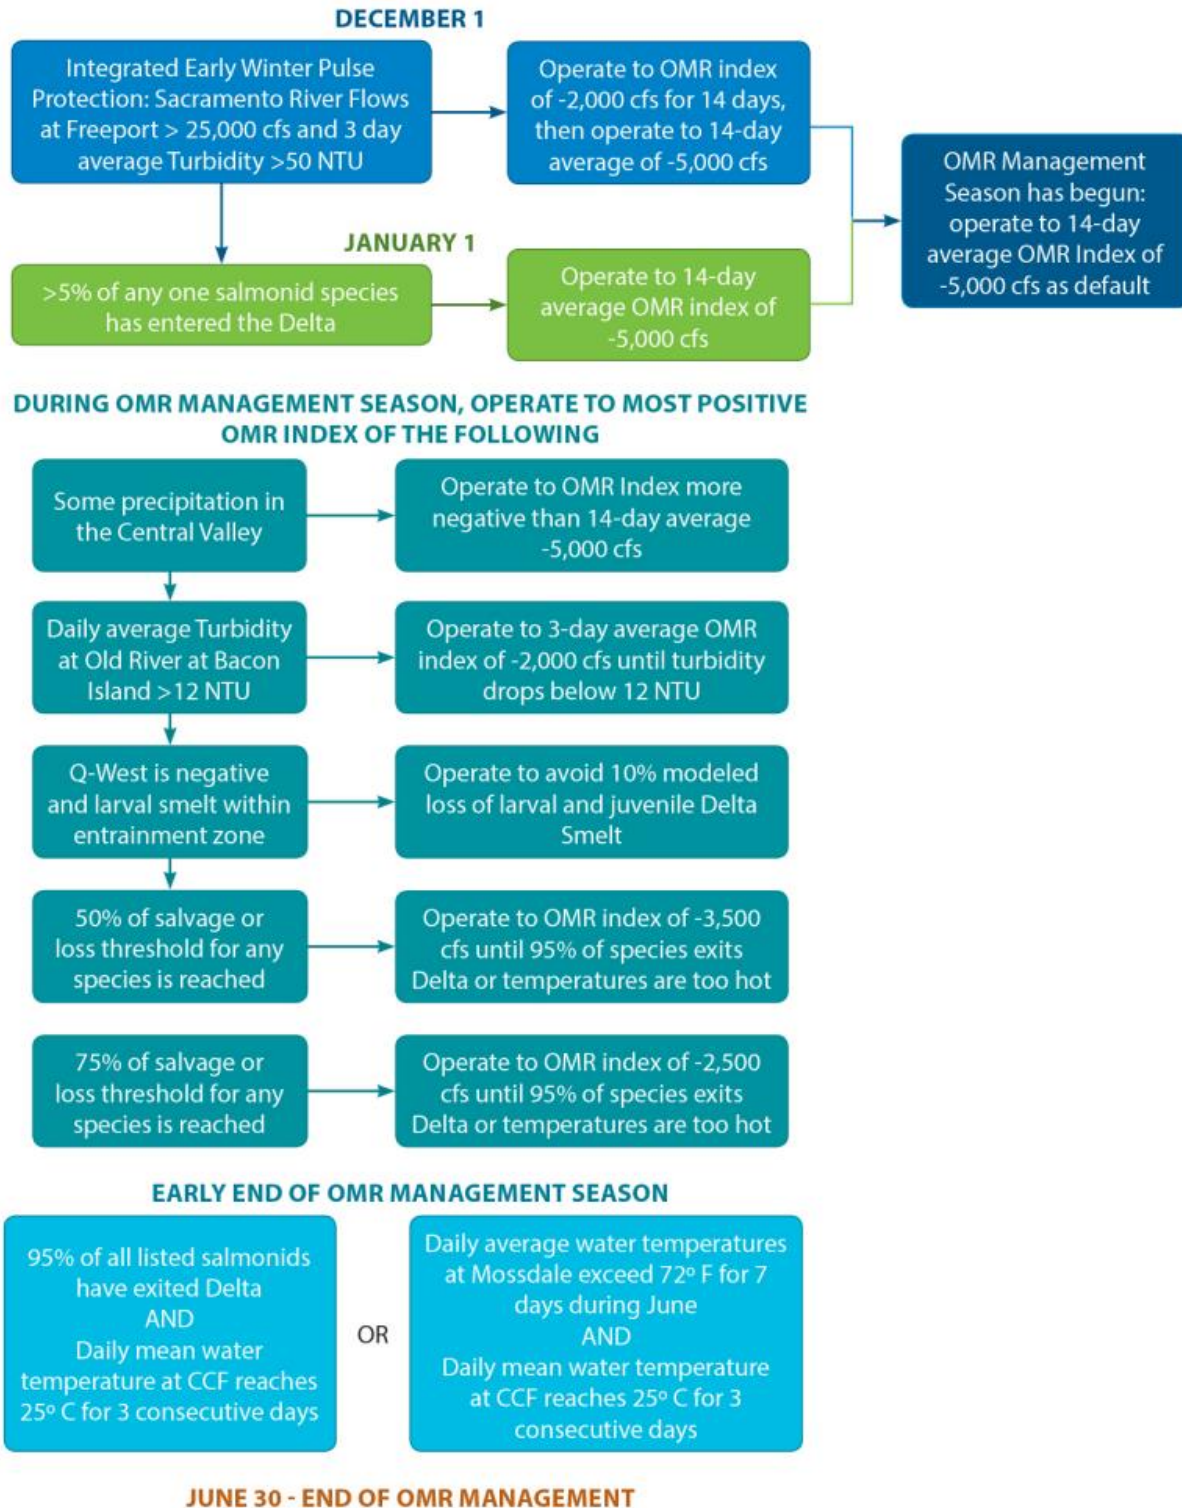 DECEMBER 1
Integrated Early Winter Pulse
Protection: Sacramento River Flows
at Freeport > 25,000 cfs and 3 day
average Turbidity >50 NTU
Operate to OMR index
of -2,000 cfs for 14 days,
then operate to 14-day
average of -5,000 cfs
OMR Management
Season has begun:
operate to 14-day
average OMR Index of
-5,000 cfs as default
JANUARY 1
>5% of any one salmonid species
has entered the Delta
Operate to 14-day
average OMR index of
-5,000 cfs
DURING OMR MANAGEMENT SEASON, OPERATE TO MOST POSITIVE
OMR INDEX OF THE FOLLOWING
Some precipitation in
the Central Valley
Operate to OMR Index more
negative than 14-day average
-5,000 cfs
Daily average Turbidity
at Old River at Bacon
Island >12 NTU
Operate to 3-day average OMR
index of -2,000 cfs until turbidity
drops below 12 NTU
Q-West is negative
and larval smelt within
entrainment zone
Operate to avoid 10% modeled
loss of larval and juvenile Delta
Smelt
50% of salvage or
loss threshold for any
species is reached
Operate to OMR index of -3,500
cfs until 95% of species exits
Delta or temperatures are too hot
75% of salvage or
loss threshold for any
species is reached
Operate to OMR index of -2,500
cfs until 95% of species exits
Delta or temperatures are too hot
EARLY END OF OMR MANAGEMENT SEASON
95% of all listed salmonids
have exited Delta
AND
Daily mean water
temperature at CCF reaches
25º C for 3 consecutive days
OR
Daily average water temperatures
at Mossdale exceed 72º F for 7
days during June
AND
Daily mean water temperature
at CCF reaches 25º C for 3
consecutive days
JUNE 30 - END OF OMR MANAGEMENT